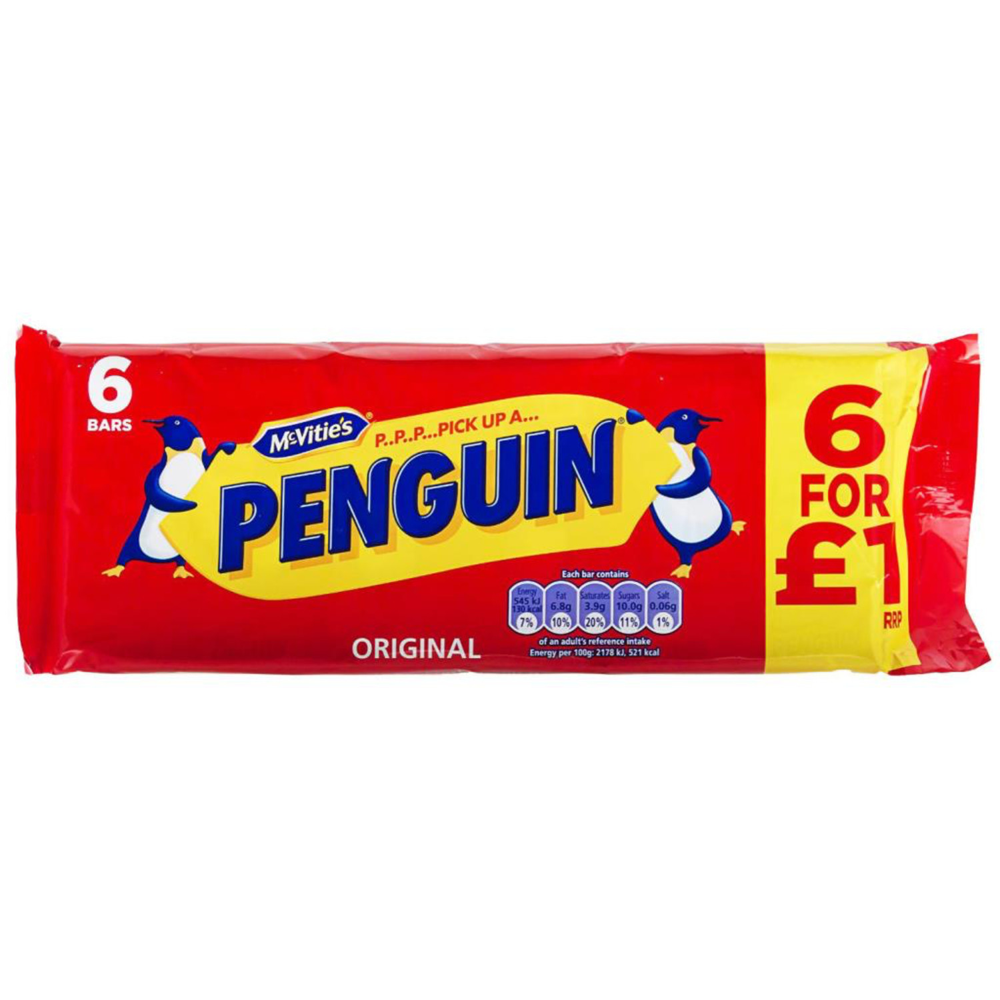 6
BARS
McVitie's®
P..P..P...PICK UP A...
PENGUIN®
ORIGINAL
Each bar contains
Energy
545 kJ
130 kcal
7%
Fat
6.8g
10%
Saturates
3.9g
20%
Sugars
10.0g
11%
Salt
0.06g
1%
of an adult's reference intake
Energy per 100g: 2178 kJ, 521 kcal
6
FOR
£1
RRP